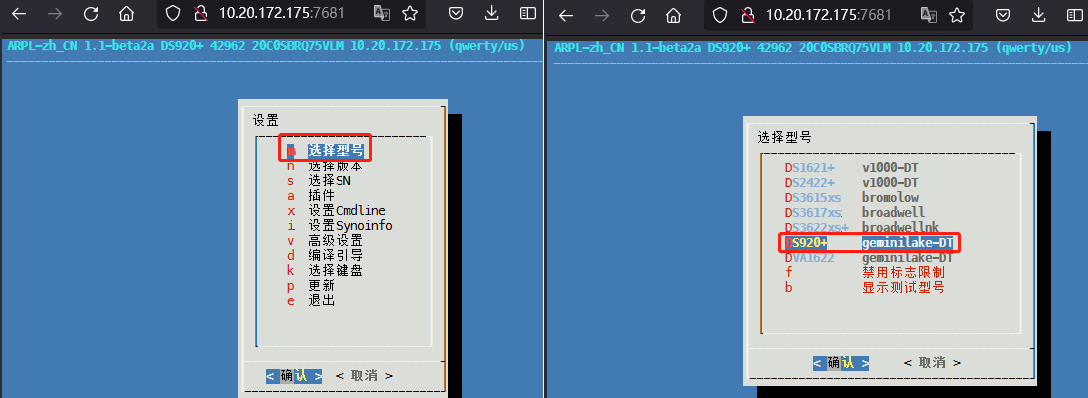 10.20.172.175:7681
ARPL-zh_CN 1.1-beta2a DS920+ 42962 20C0SBRQ75VLM 10.20.172.175 (qwerty/us)
设置
m 选择型号
n 选择版本
s 选择SN
a 插件
x 设置Cmdline
i 设置Synoinfo
v 高级设置
d 编译引导
k 选择键盘
p 更新
e 退出
< 确认 > < 取消 >
10.20.172.175:7681
ARPL-zh_CN 1.1-beta2a DS920+ 42962 20C0SBRQ75VLM 10.20.172.175 (qwerty/us)
选择型号
DS1621+ v1000-DT
DS2422+ v1000-DT
DS3615xs bromolow
DS3617xs broadwell
DS3622xs+ broadwellnk
DS920+ geminilake-DT
DVA1622 geminilake-DT
f 禁用标志限制
b 显示测试型号
< 确认 > < 取消 >